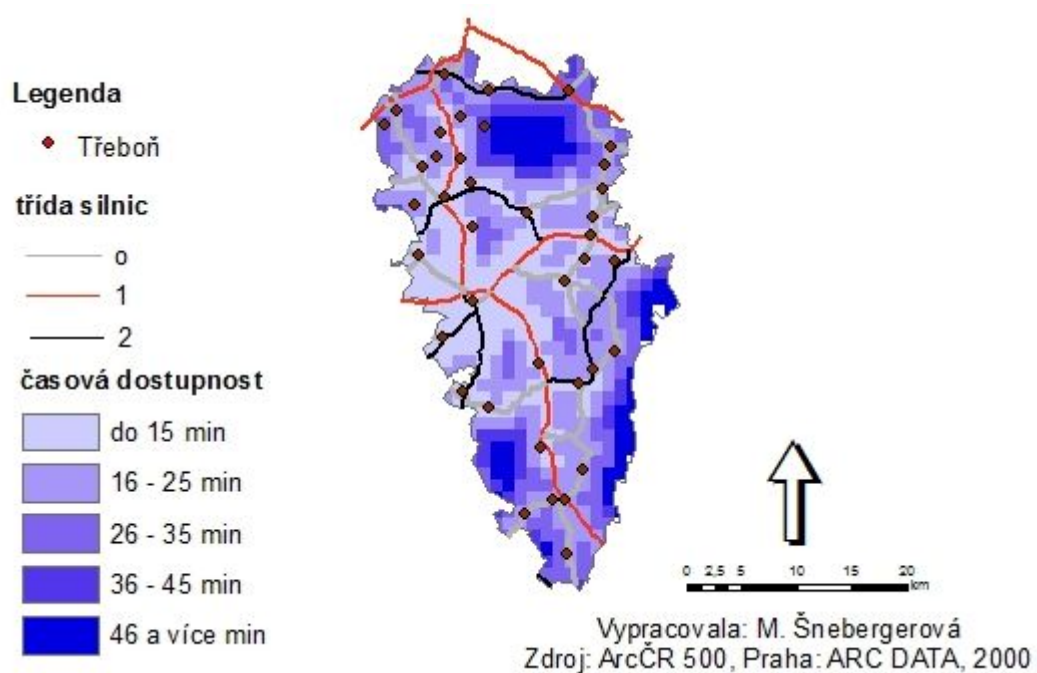 Legenda
Třeboň
třída silnic
0
1
2
časová dostupnost
do 15 min
16 - 25 min
26 - 35 min
36 - 45 min
46 a více min
0 2,5 5 10 15 20
km
Vypracovala: M. Šnebergerová
Zdroj: ArcČR 500, Praha: ARC DATA, 2000